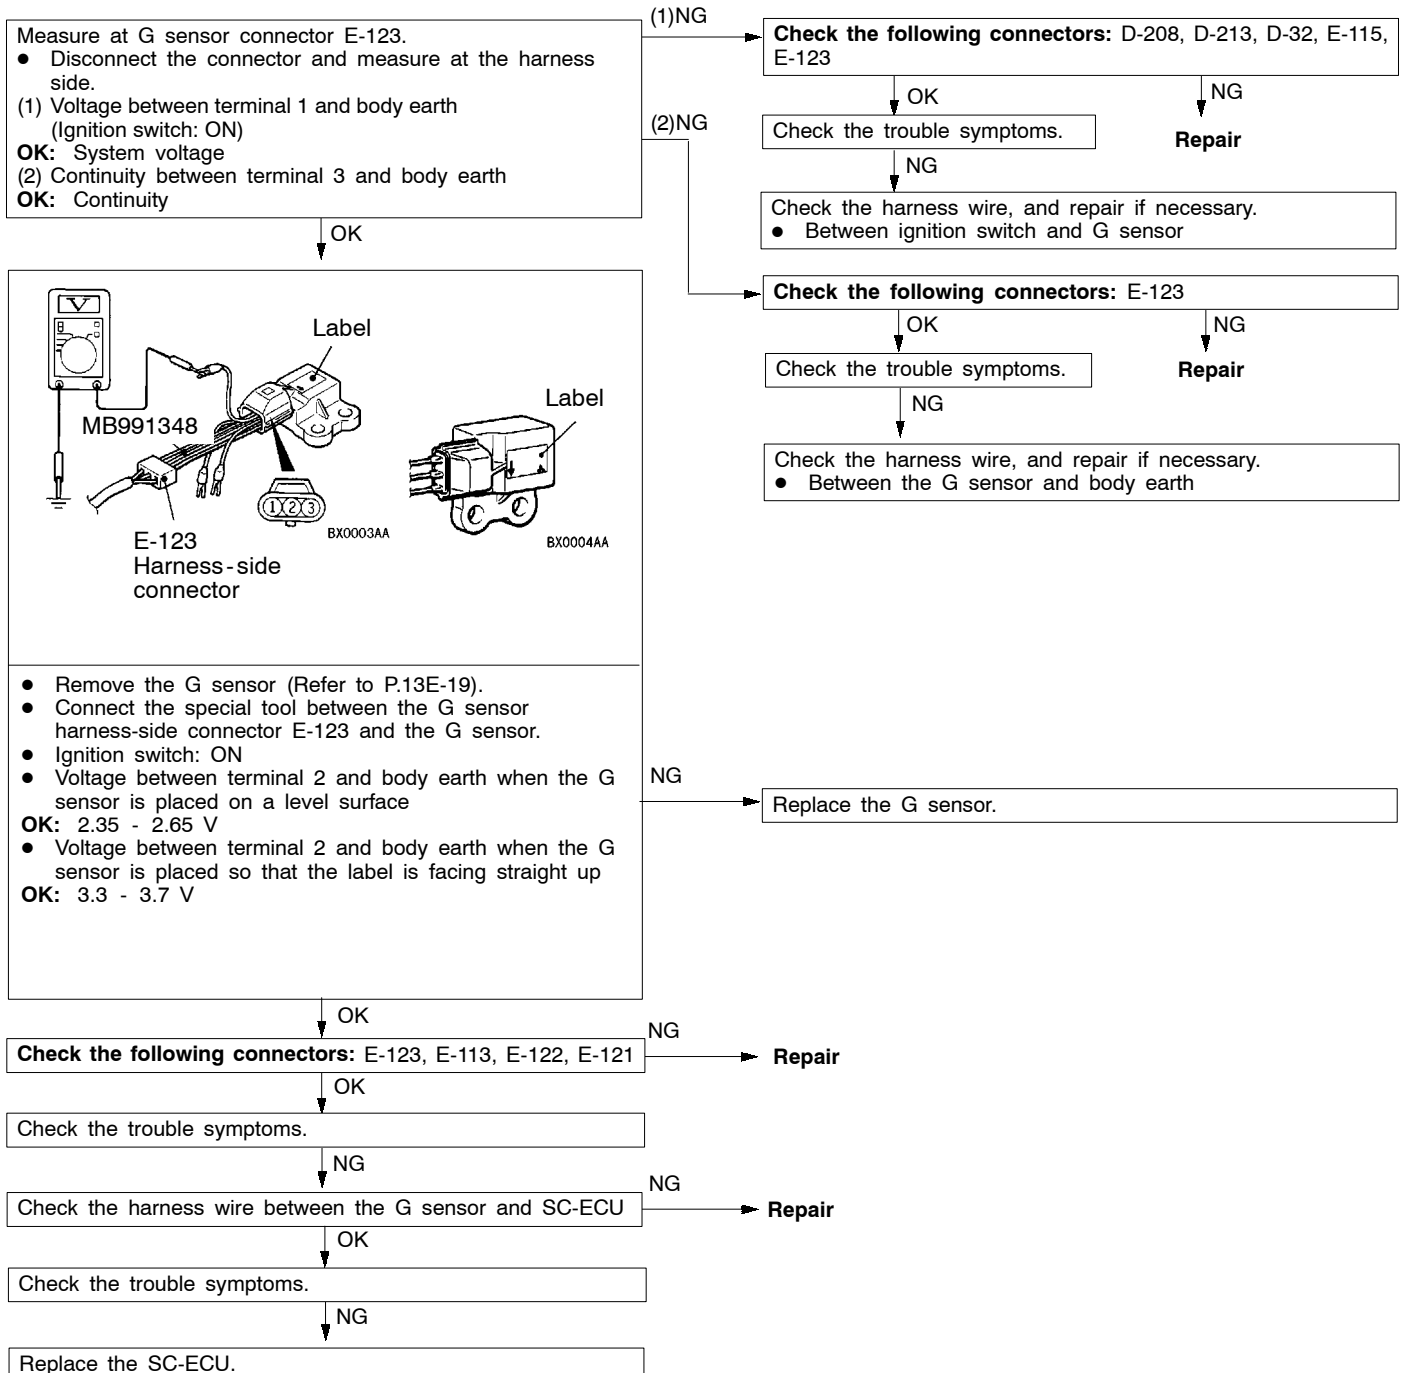 Measure at G sensor connector E-123.
● Disconnect the connector and measure at the harness
side.
(1) Voltage between terminal 1 and body earth
(Ignition switch: ON)
OK: System voltage
(2) Continuity between terminal 3 and body earth
OK: Continuity
(1)NG
Check the following connectors: D-208, D-213, D-32, E-115,
E-123
OK
NG
Check the trouble symptoms.
Repair
NG
Check the harness wire, and repair if necessary.
● Between ignition switch and G sensor
(2)NG
Check the following connectors: E-123
OK
NG
Check the trouble symptoms.
Repair
NG
Check the harness wire, and repair if necessary.
● Between the G sensor and body earth
OK
V
Label
MB991348
1 2 3
BX0003AA
E-123
Harness-side
connector
Label
BX0004AA
● Remove the G sensor (Refer to P.13E-19).
● Connect the special tool between the G sensor
harness-side connector E-123 and the G sensor.
● Ignition switch: ON
● Voltage between terminal 2 and body earth when the G
sensor is placed on a level surface
OK: 2.35 - 2.65 V
● Voltage between terminal 2 and body earth when the G
sensor is placed so that the label is facing straight up
OK: 3.3 - 3.7 V
NG
Replace the G sensor.
OK
Check the following connectors: E-123, E-113, E-122, E-121
NG
Repair
OK
Check the trouble symptoms.
NG
Check the harness wire between the G sensor and SC-ECU
NG
Repair
OK
Check the trouble symptoms.
NG
Replace the SC-ECU.